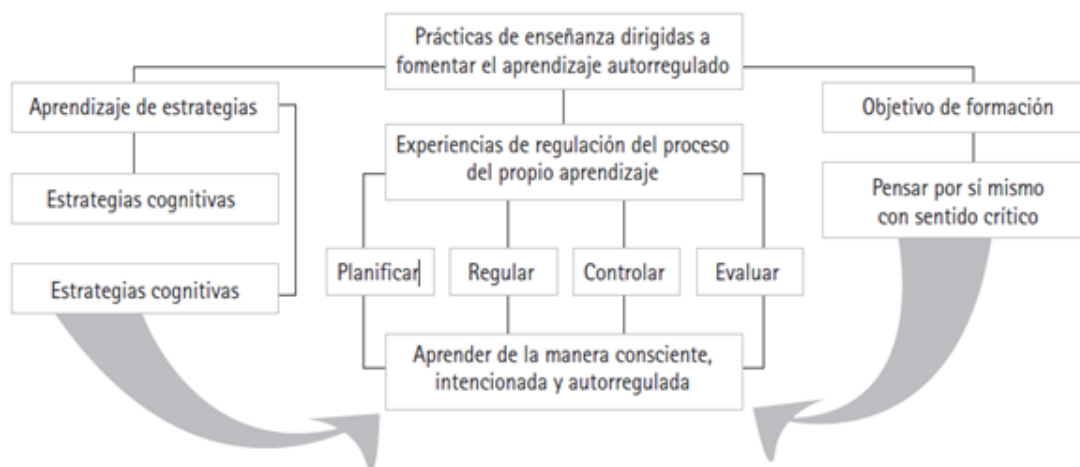 Prácticas de enseñanza dirigidas a
fomentar el aprendizaje autorregulado
Aprendizaje de estrategias
Objetivo de formación
Experiencias de regulación del proceso
del propio aprendizaje
Estrategias cognitivas
Pensar por sí mismo
con sentido crítico
Estrategias cognitivas
Planificar
Regular
Controlar
Evaluar
Aprender de la manera consciente,
intencionada y autorregulada